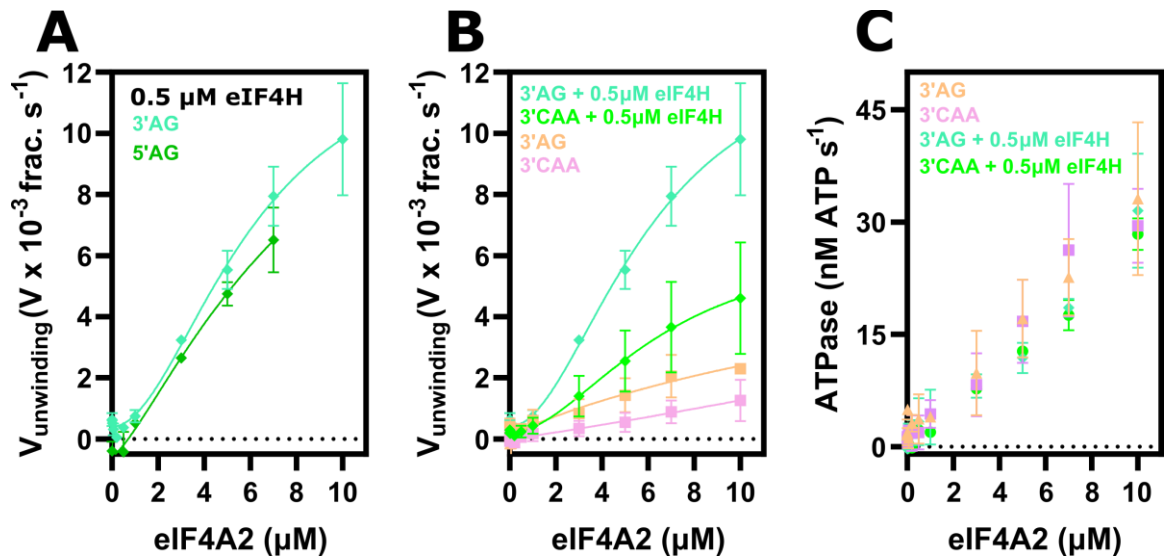 A
V unwinding (V x 10-3 frac. s-1)
12
10
8
6
4
2
0
0.5 µM eIF4H
3'AG
5'AG
0 2 4 6 8 10
eIF4A2 (µM)
B
V unwinding (V x 10-3 frac. s-1)
12
10
8
6
4
2
0
3'AG + 0.5µM eIF4H
3'CAA + 0.5µM eIF4H
3'AG
3'CAA
0 2 4 6 8 10
eIF4A2 (µM)
C
ATPase (nM ATP s-1)
45
30
15
0
3'AG
3'CAA
3'AG + 0.5µM eIF4H
3'CAA + 0.5µM eIF4H
0 2 4 6 8 10
eIF4A2 (µM)